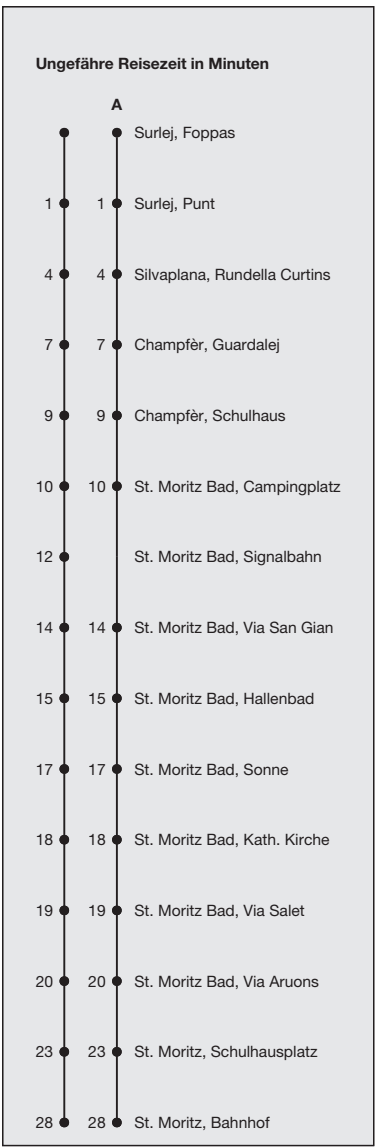 Ungefähre Reisezeit in Minuten
A
Surlej, Foppas
1 1 Surlej, Punt
4 4 Silvaplana, Rundella Curtins
7 7 Champfèr, Guardalej
9 9 Champfèr, Schulhaus
10 10 St. Moritz Bad, Campingplatz
12 St. Moritz Bad, Signalbahn
14 14 St. Moritz Bad, Via San Gian
15 15 St. Moritz Bad, Hallenbad
17 17 St. Moritz Bad, Sonne
18 18 St. Moritz Bad, Kath. Kirche
19 19 St. Moritz Bad, Via Salet
20 20 St. Moritz Bad, Via Aruons
23 23 St. Moritz, Schulhausplatz
28 28 St. Moritz, Bahnhof